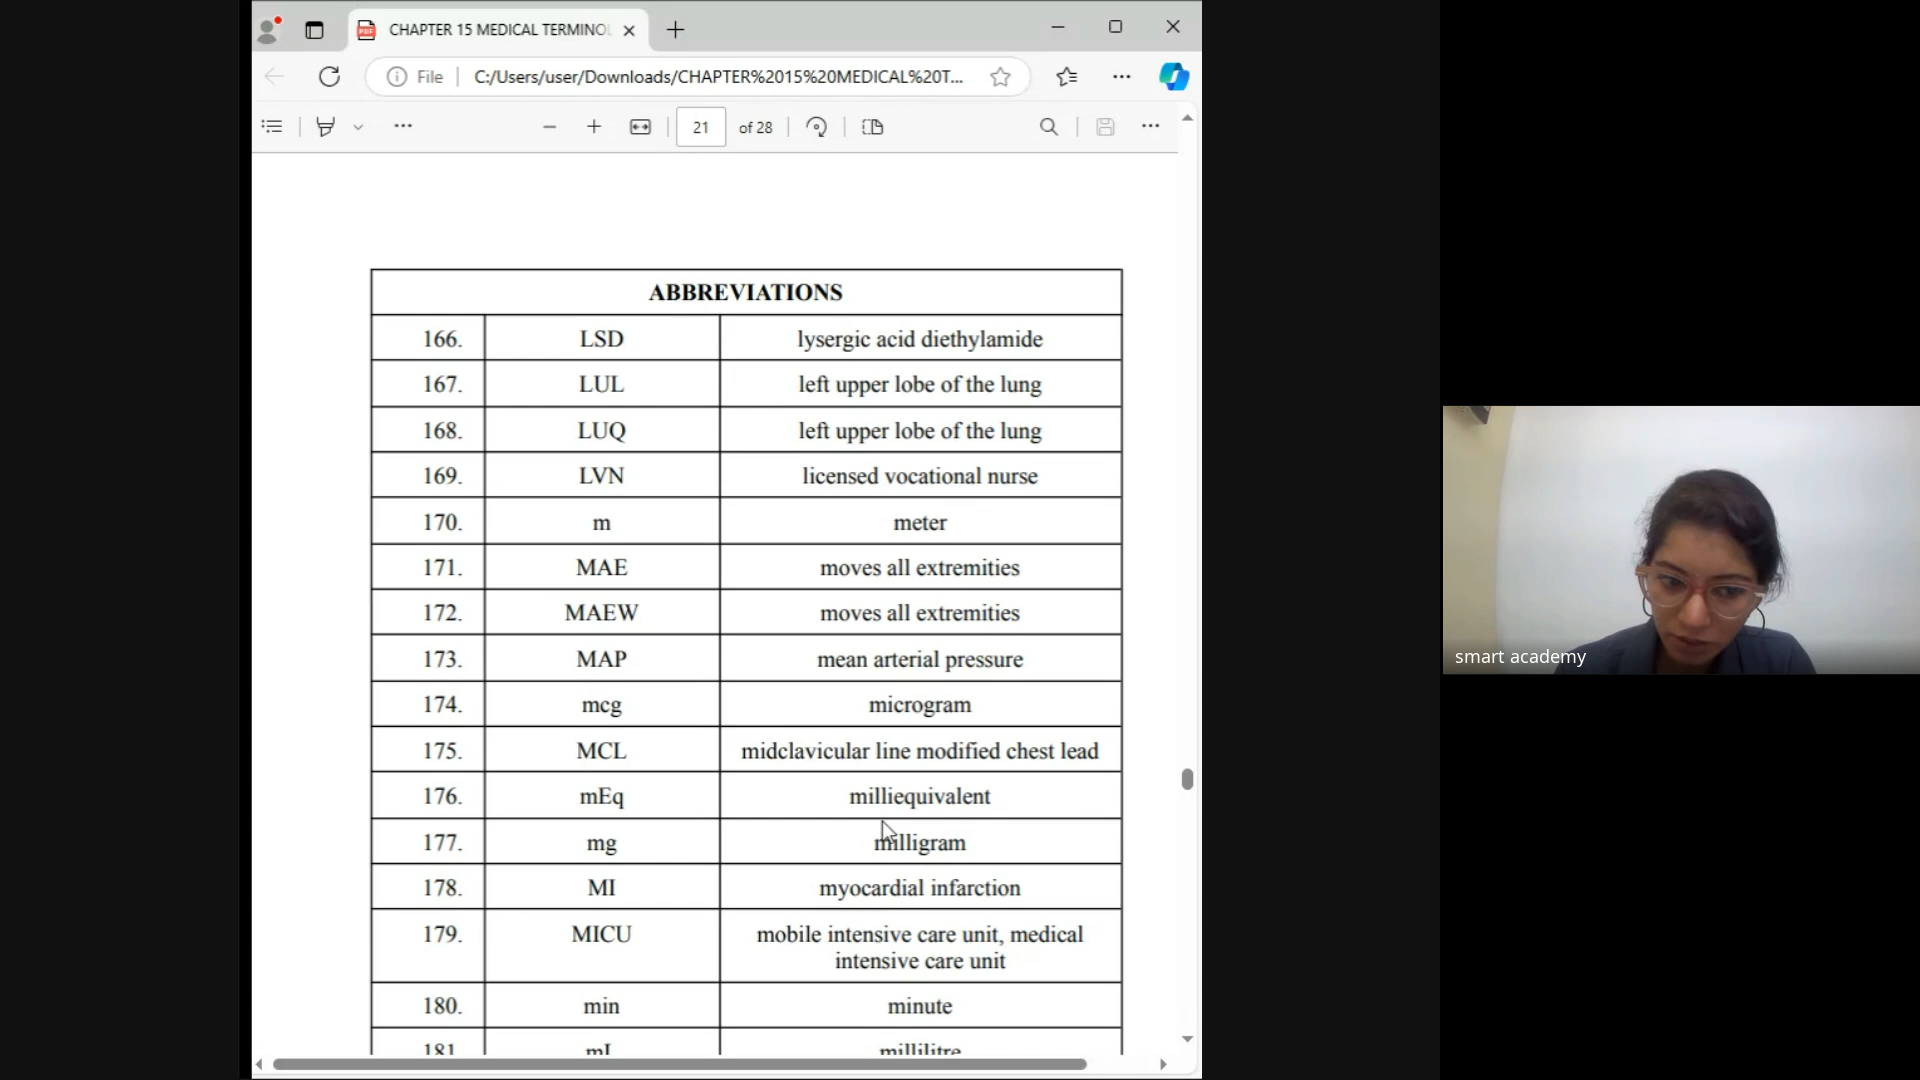 CHAPTER 15 MEDICAL TERMINOL
File C:/Users/user/Downloads/CHAPTER%2015%20MEDICAL%20T...
21 of 28
ABBREVIATIONS
166. LSD lysergic acid diethylamide
167. LUL left upper lobe of the lung
168. LUQ left upper lobe of the lung
169. LVN licensed vocational nurse
170. m meter
171. MAE moves all extremities
172. MAEW moves all extremities
173. MAP mean arterial pressure
174. mcg microgram
175. MCL midclavicular line modified chest lead
176. mEq milliequivalent
177. mg milligram
178. MI myocardial infarction
179. MICU mobile intensive care unit, medical
intensive care unit
180. min minute
181. mL millilitre
smart academy